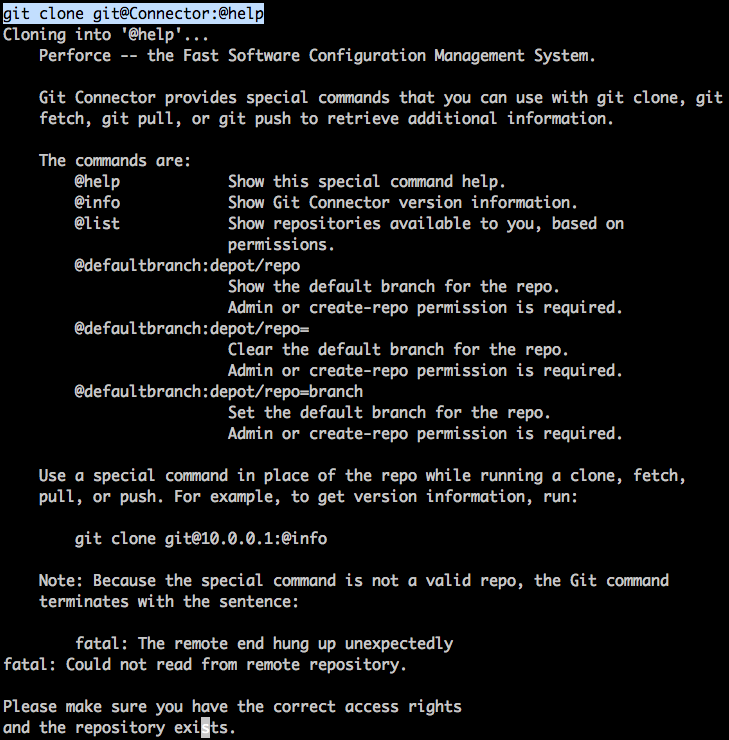 git clone git@Connector:@help
Cloning into '@help'...
Perforce -- the Fast Software Configuration Management System.
Git Connector provides special commands that you can use with git clone, git
fetch, git pull, or git push to retrieve additional information.
The commands are:
@help Show this special command help.
@info Show Git Connector version information.
@list Show repositories available to you, based on
permissions.
@defaultbranch:depot/repo
Show the default branch for the repo.
Admin or create-repo permission is required.
@defaultbranch:depot/repo=
Clear the default branch for the repo.
Admin or create-repo permission is required.
@defaultbranch:depot/repo=branch
Set the default branch for the repo.
Admin or create-repo permission is required.
Use a special command in place of the repo while running a clone, fetch,
pull, or push. For example, to get version information, run:
git clone git@10.0.0.1:@info
Note: Because the special command is not a valid repo, the Git command
terminates with the sentence:
fatal: The remote end hung up unexpectedly
fatal: Could not read from remote repository.
Please make sure you have the correct access rights
and the repository exists.